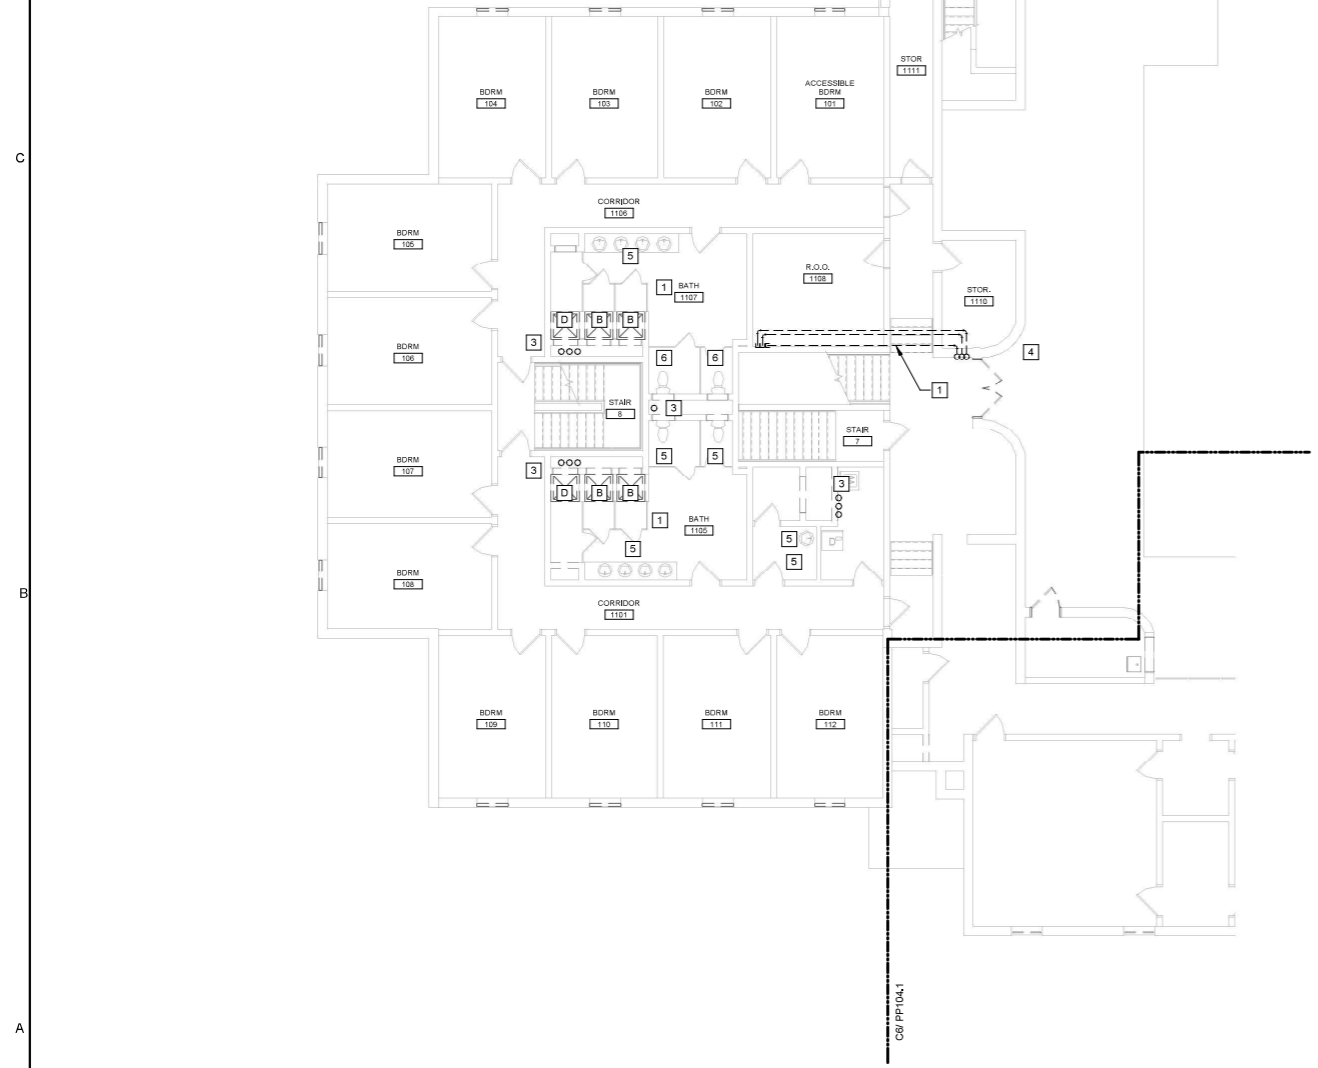 STOR
1111
ACCESSIBLE
BDRM
101
BDRM
104
BDRM
103
BDRM
102
C
CORRIDOR
1106
BDRM
105
5
1
BATH
1107
R.O.O.
1108
STOR.
1110
D
B
B
3
6
6
4
BDRM
106
1
STAIR
8
3
STAIR
7
5
5
BDRM
107
3
3
D
B
B
1
BATH
1105
5
5
5
BDRM
108
B
CORRIDOR
1101
BDRM
109
BDRM
110
BDRM
111
BDRM
112
C6/ PP104.1
A